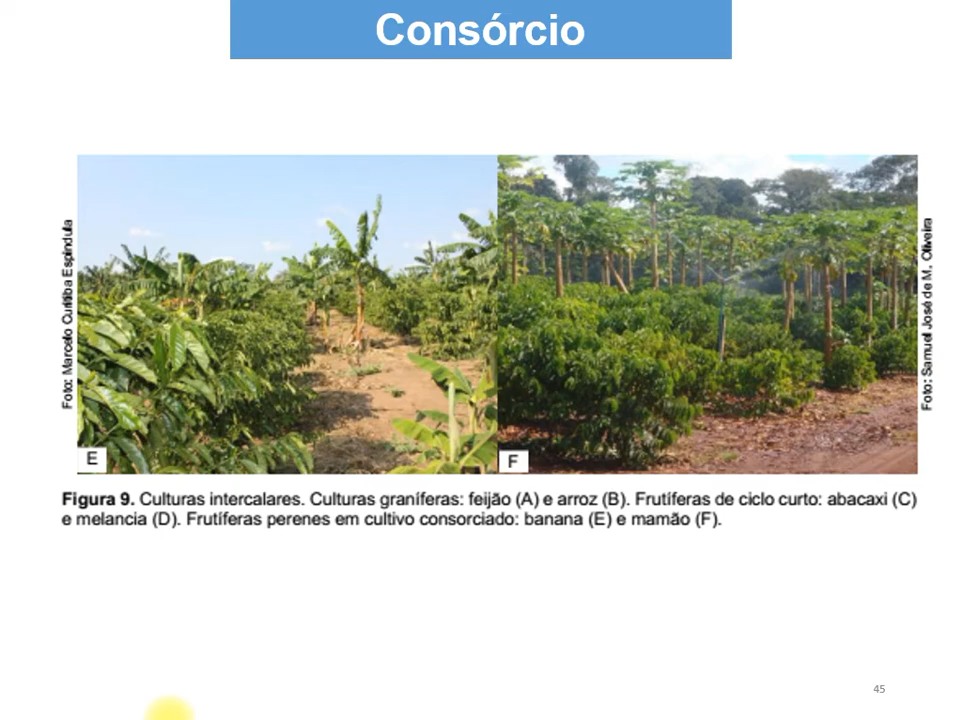 Consórcio
Foto: Marcelo Curitiba Espindula
Foto: Samuel José de M. Oliveira
E
F
Figura 9. Culturas intercalares. Culturas graníferas: feijão (A) e arroz (B). Frutíferas de ciclo curto: abacaxi (C)
e melancia (D). Frutíferas perenes em cultivo consorciado: banana (E) e mamão (F).
45